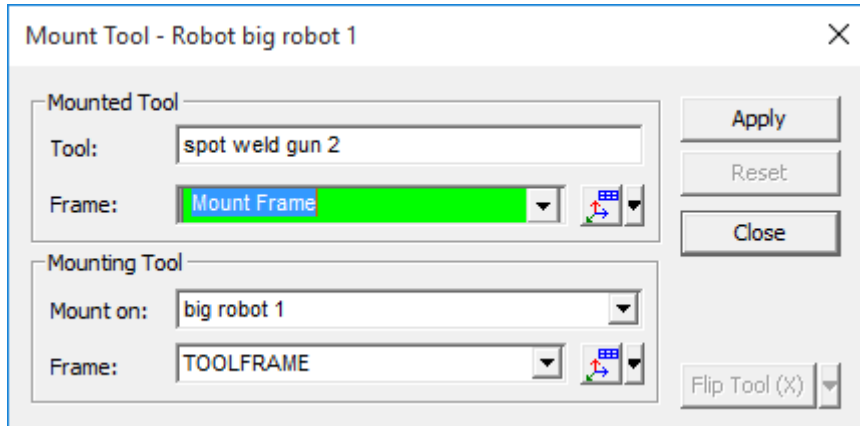 Mount Tool - Robot big robot 1
Mounted Tool
Tool: spot weld gun 2
Frame: Mount Frame
Mounting Tool
Mount on: big robot 1
Frame: TOOLFRAME
Apply
Reset
Close
Flip Tool (X)